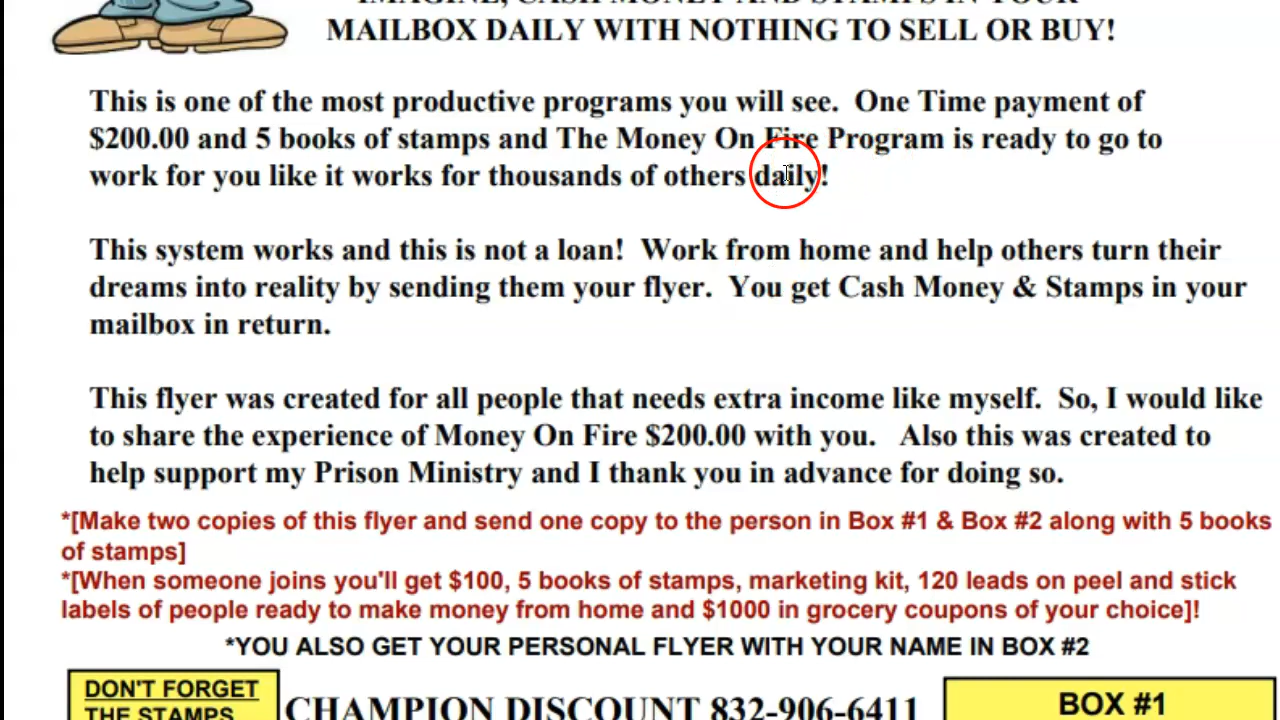 IMAGINE, CASH MONEY AND STAMPS IN YOUR
MAILBOX DAILY WITH NOTHING TO SELL OR BUY!
This is one of the most productive programs you will see. One Time payment of
$200.00 and 5 books of stamps and The Money On Fire Program is ready to go to
work for you like it works for thousands of others daily!
This system works and this is not a loan! Work from home and help others turn their
dreams into reality by sending them your flyer. You get Cash Money & Stamps in your
mailbox in return.
This flyer was created for all people that needs extra income like myself. So, I would like
to share the experience of Money On Fire $200.00 with you. Also this was created to
help support my Prison Ministry and I thank you in advance for doing so.
*[Make two copies of this flyer and send one copy to the person in Box #1 & Box #2 along with 5 books
of stamps]
*[When someone joins you'll get $100, 5 books of stamps, marketing kit, 120 leads on peel and stick
labels of people ready to make money from home and $1000 in grocery coupons of your choice]!
*YOU ALSO GET YOUR PERSONAL FLYER WITH YOUR NAME IN BOX #2
DON'T FORGET
THE STAMPS
CHAMPION DISCOUNT 832-906-6411
BOX #1